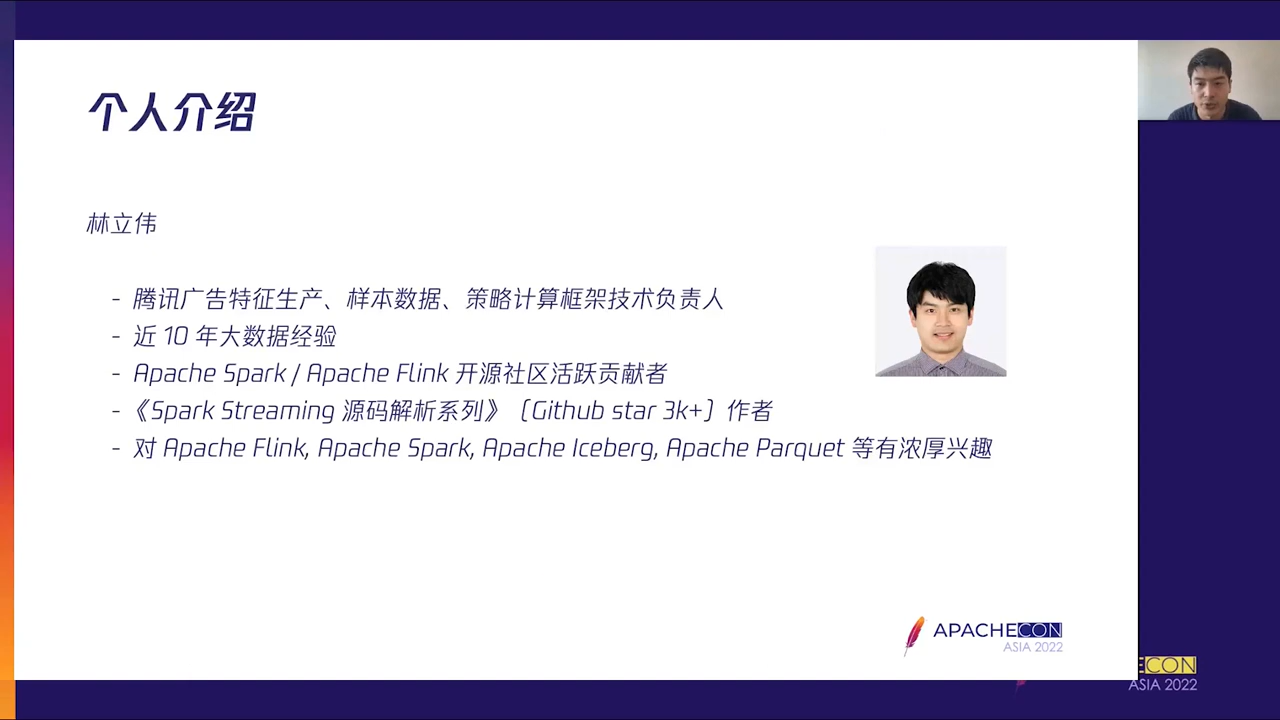 个人介绍
林立伟
- 腾讯广告特征生产、样本数据、策略计算框架技术负责人
- 近 10 年大数据经验
- Apache Spark / Apache Flink 开源社区活跃贡献者
- 《Spark Streaming 源码解析系列》〔Github star 3k+〕作者
- 对 Apache Flink, Apache Spark, Apache Iceberg, Apache Parquet 等有浓厚兴趣
APACHECON
ASIA 2022
ECON
ASIA 2022